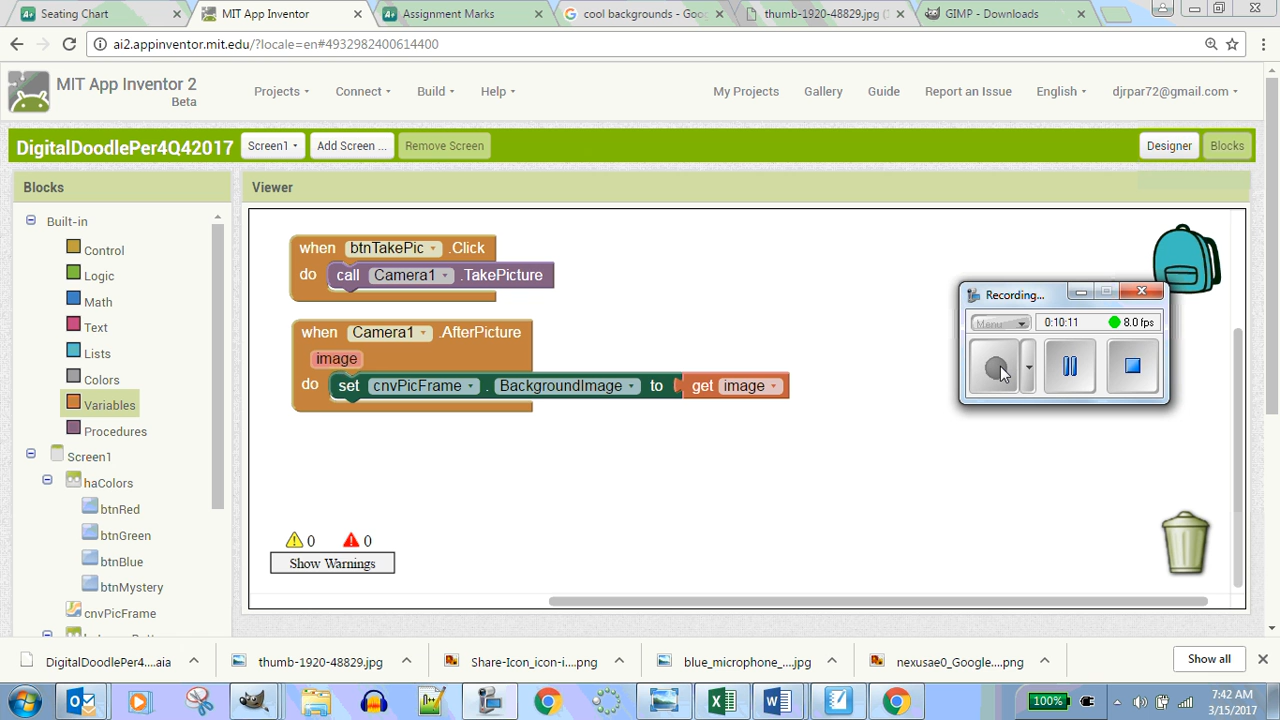 Seating Chart
MIT App Inventor
Assignment Marks
cool backgrounds - Goo
thumb-1920-48829.jpg (1
GIMP - Downloads
ai2.appinventor.mit.edu/?locale=en#4932982400614400
MIT App Inventor 2
Beta
Projects
Connect
Build
Help
My Projects
Gallery
Guide
Report an Issue
English
djrpar72@gmail.com
DigitalDoodlePer4Q42017
Screen1
Add Screen ...
Remove Screen
Designer
Blocks
Blocks
Viewer
Built-in
Control
Logic
Math
Text
Lists
Colors
Variables
Procedures
Screen1
haColors
btnRed
btnGreen
btnBlue
btnMystery
cnvPicFrame
when btnTakePic .Click
do call Camera1 .TakePicture
when Camera1 .AfterPicture
image
do set cnvPicFrame . BackgroundImage to get image
0 0
Show Warnings
Recording...
Menu
0:10:11
8.0 fps
DigitalDoodlePer4....aia
thumb-1920-48829.jpg
Share-Icon_icon-i....png
blue_microphone_....jpg
nexusae0_Google....png
Show all
100%
7:42 AM
3/15/2017